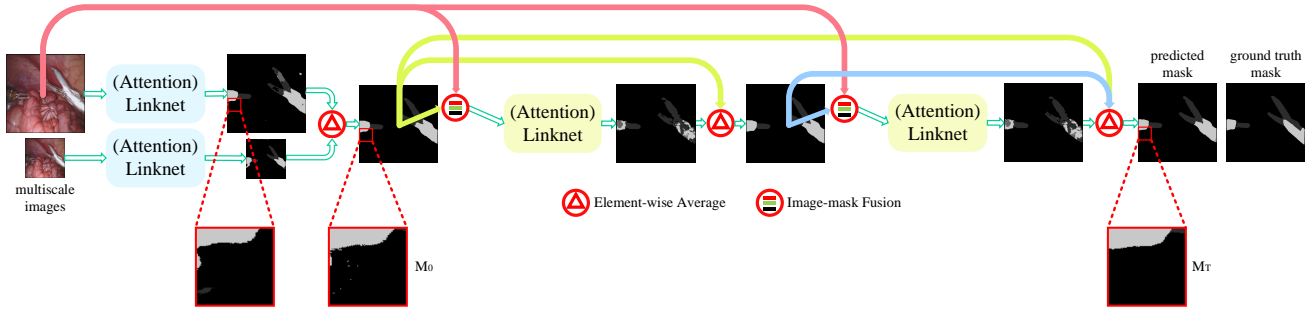 (Attention)
Linknet
(Attention)
Linknet
multiscale
images
M0
(Attention)
Linknet
Element-wise Average
Image-mask Fusion
(Attention)
Linknet
predicted
mask
ground truth
mask
MT